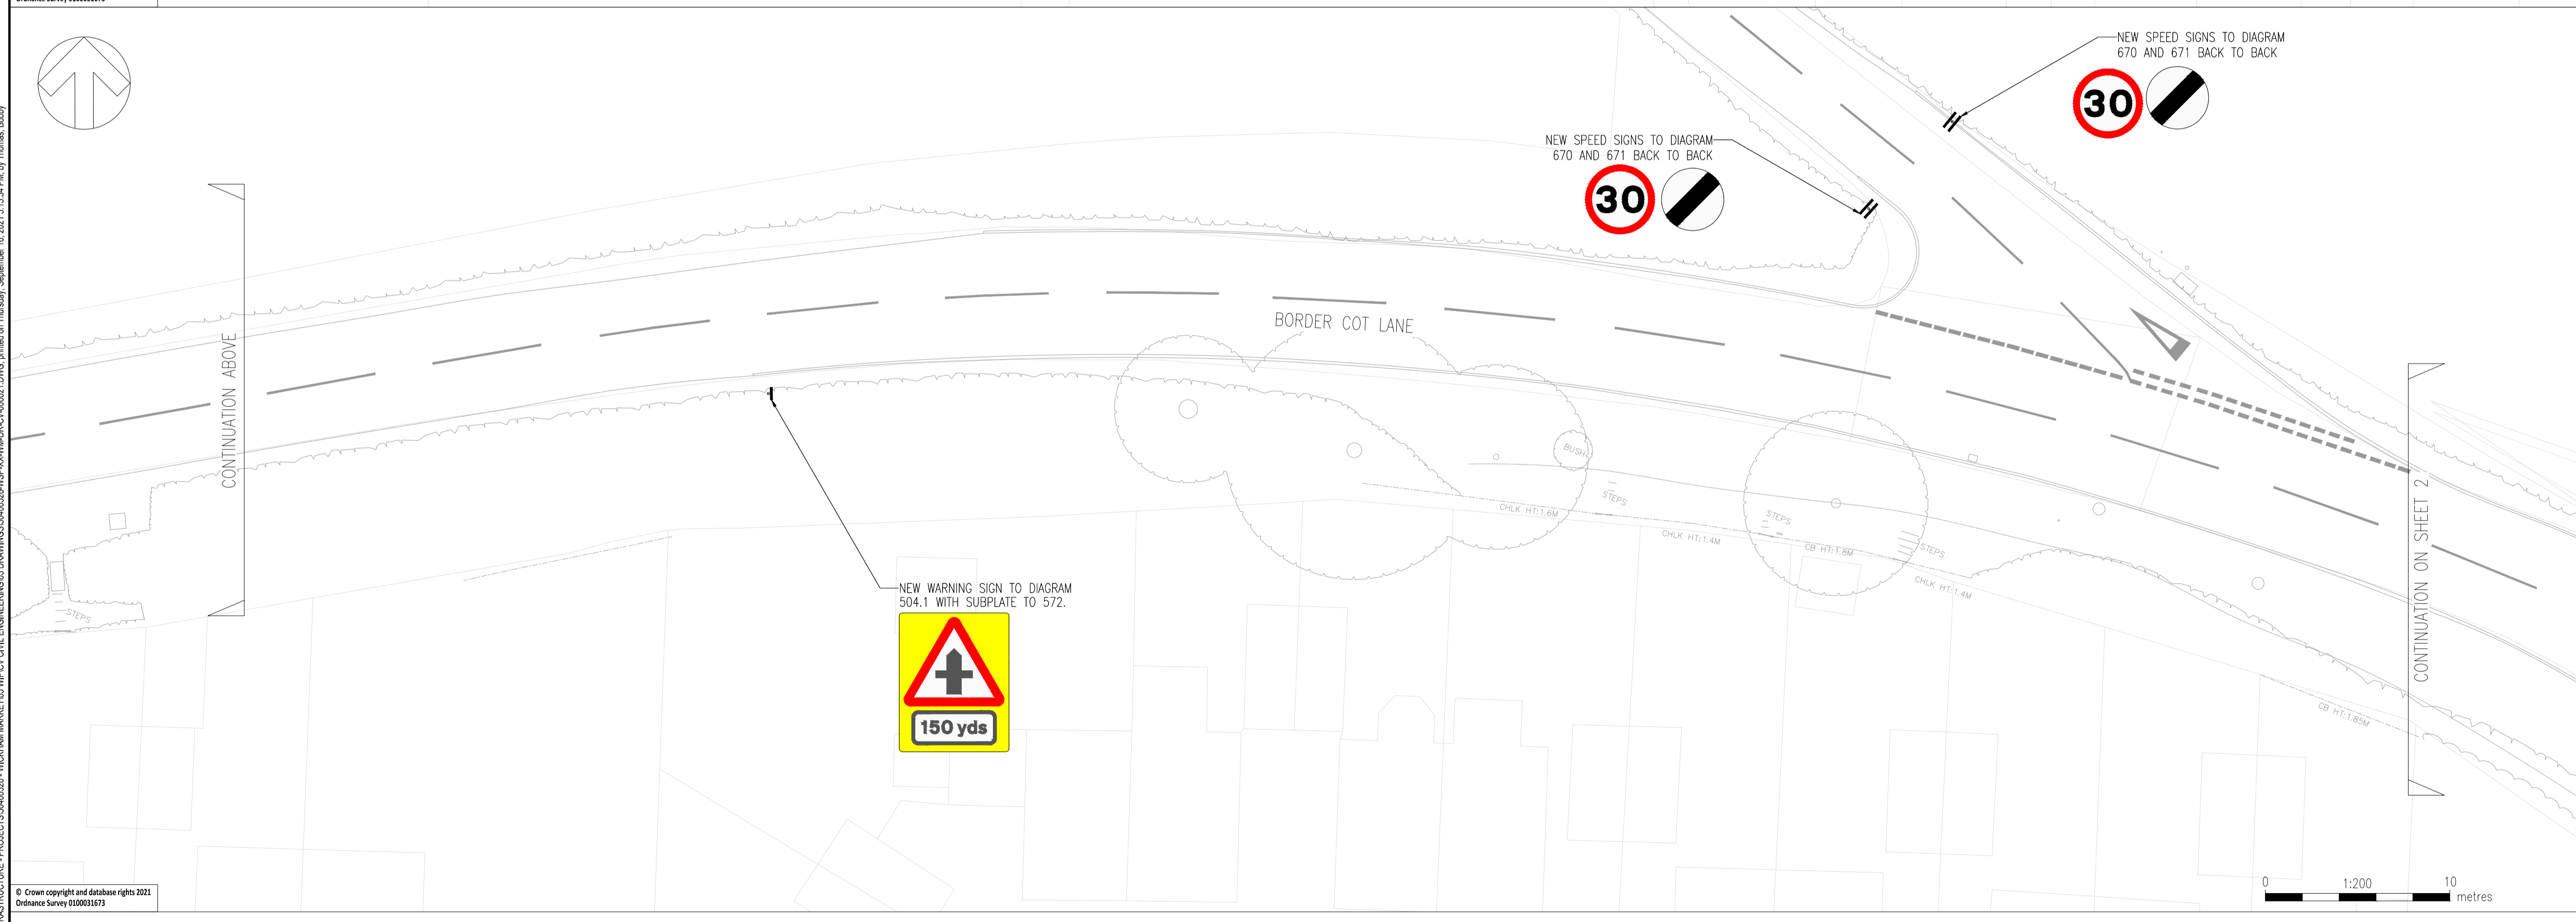 Ordnance Survey 0100031673
NEW SPEED SIGNS TO DIAGRAM
670 AND 671 BACK TO BACK
30
NEW SPEED SIGNS TO DIAGRAM
670 AND 671 BACK TO BACK
30
CONTINUATION ABOVE
BORDER COT LANE
BUSH
STEPS
CHLK HT:1.6M
STEPS
CHLK HT:1.4M
CB HT:1.8M
STEPS
CHLK HT:1.4M
CONTINUATION ON SHEET 2
STEPS
NEW WARNING SIGN TO DIAGRAM
504.1 WITH SUBPLATE TO 572.
150 yds
CB HT:1.85M
© Crown copyright and database rights 2021
Ordnance Survey 0100031673
0 1:200 10
metres